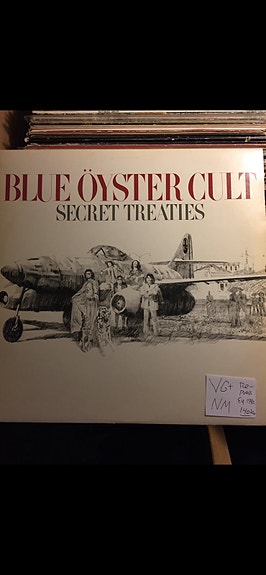 BLUE ÖYSTER CULT
SECRET TREATIES
VG+
NM